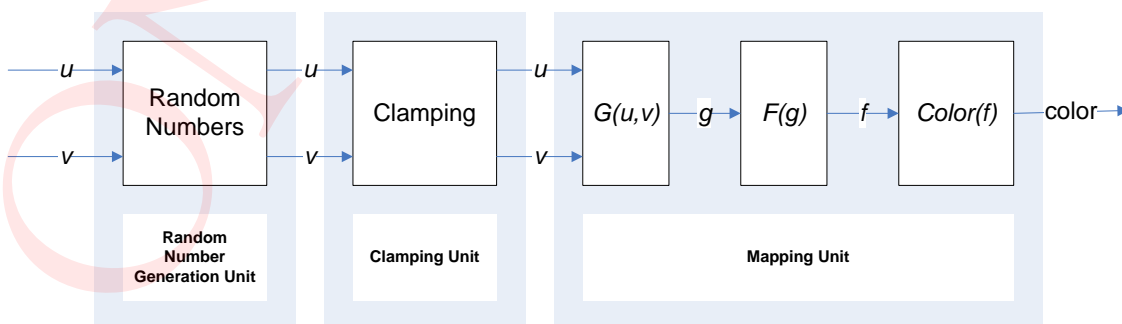 u
v
Random
Numbers
u
v
Clamping
u
v
G(u,v)
g
F(g)
f
Color(f)
color
Random
Number
Generation Unit
Clamping Unit
Mapping Unit